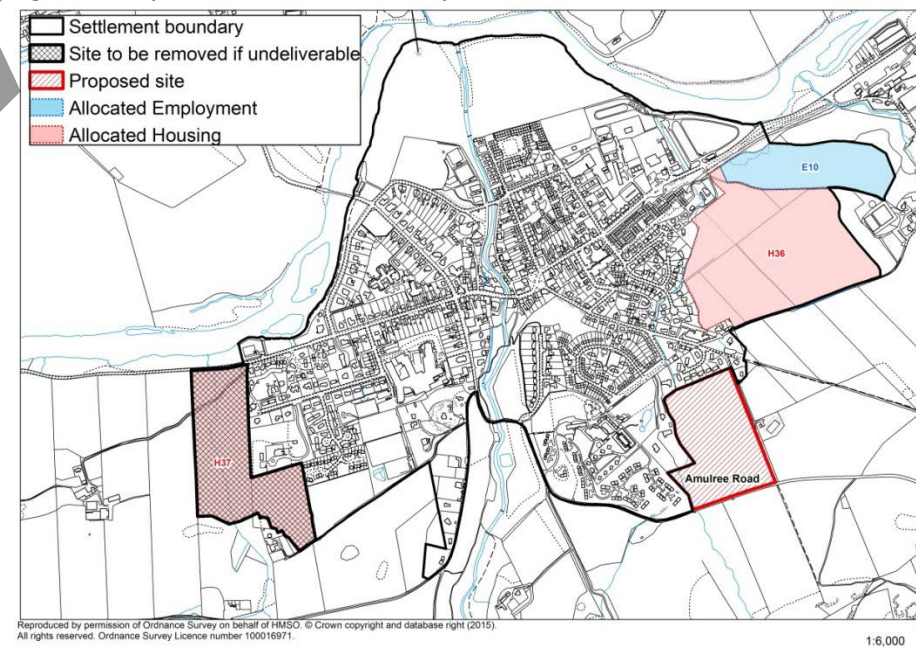 Settlement boundary
Site to be removed if undeliverable
Proposed site
Allocated Employment
Allocated Housing
E10
H36
H37
Amulree Road
Reproduced by permission of Ordnance Survey on behalf of HMSO. © Crown copyright and database right (2015).
All rights reserved. Ordnance Survey Licence number 100016971.
1:6,000